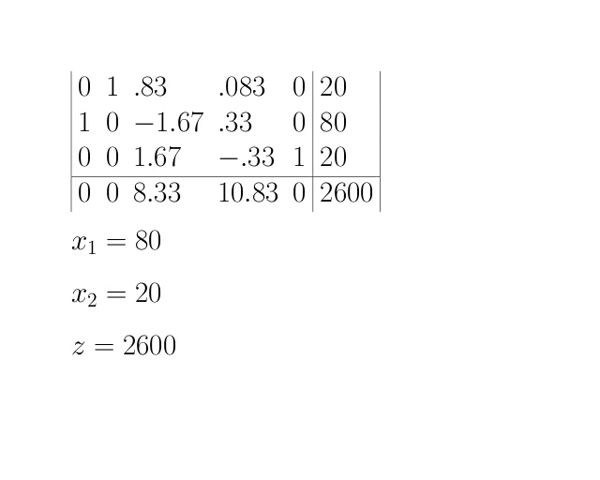 0 1 .83 .083 0 20
1 0 −1.67 .33 0 80
0 0 1.67 −.33 1 20
0 0 8.33 10.83 0 2600
x₁ = 80
x₂ = 20
z = 2600